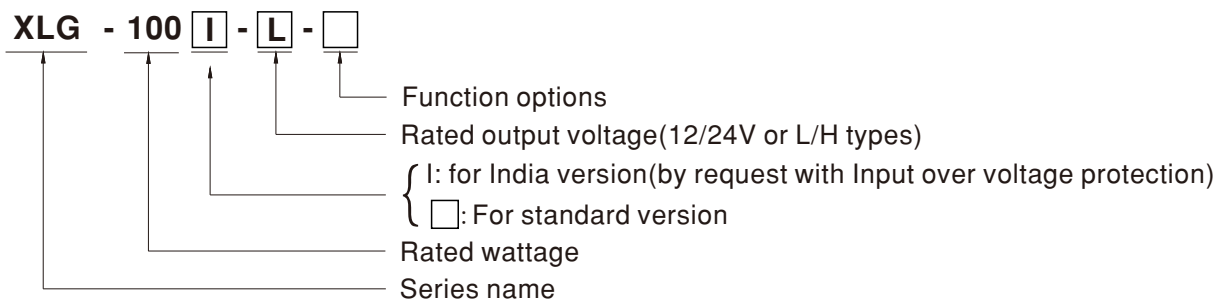 XLG - 100 I - L - □
Function options
Rated output voltage(12/24V or L/H types)
I: for India version(by request with Input over voltage protection)
□: For standard version
Rated wattage
Series name